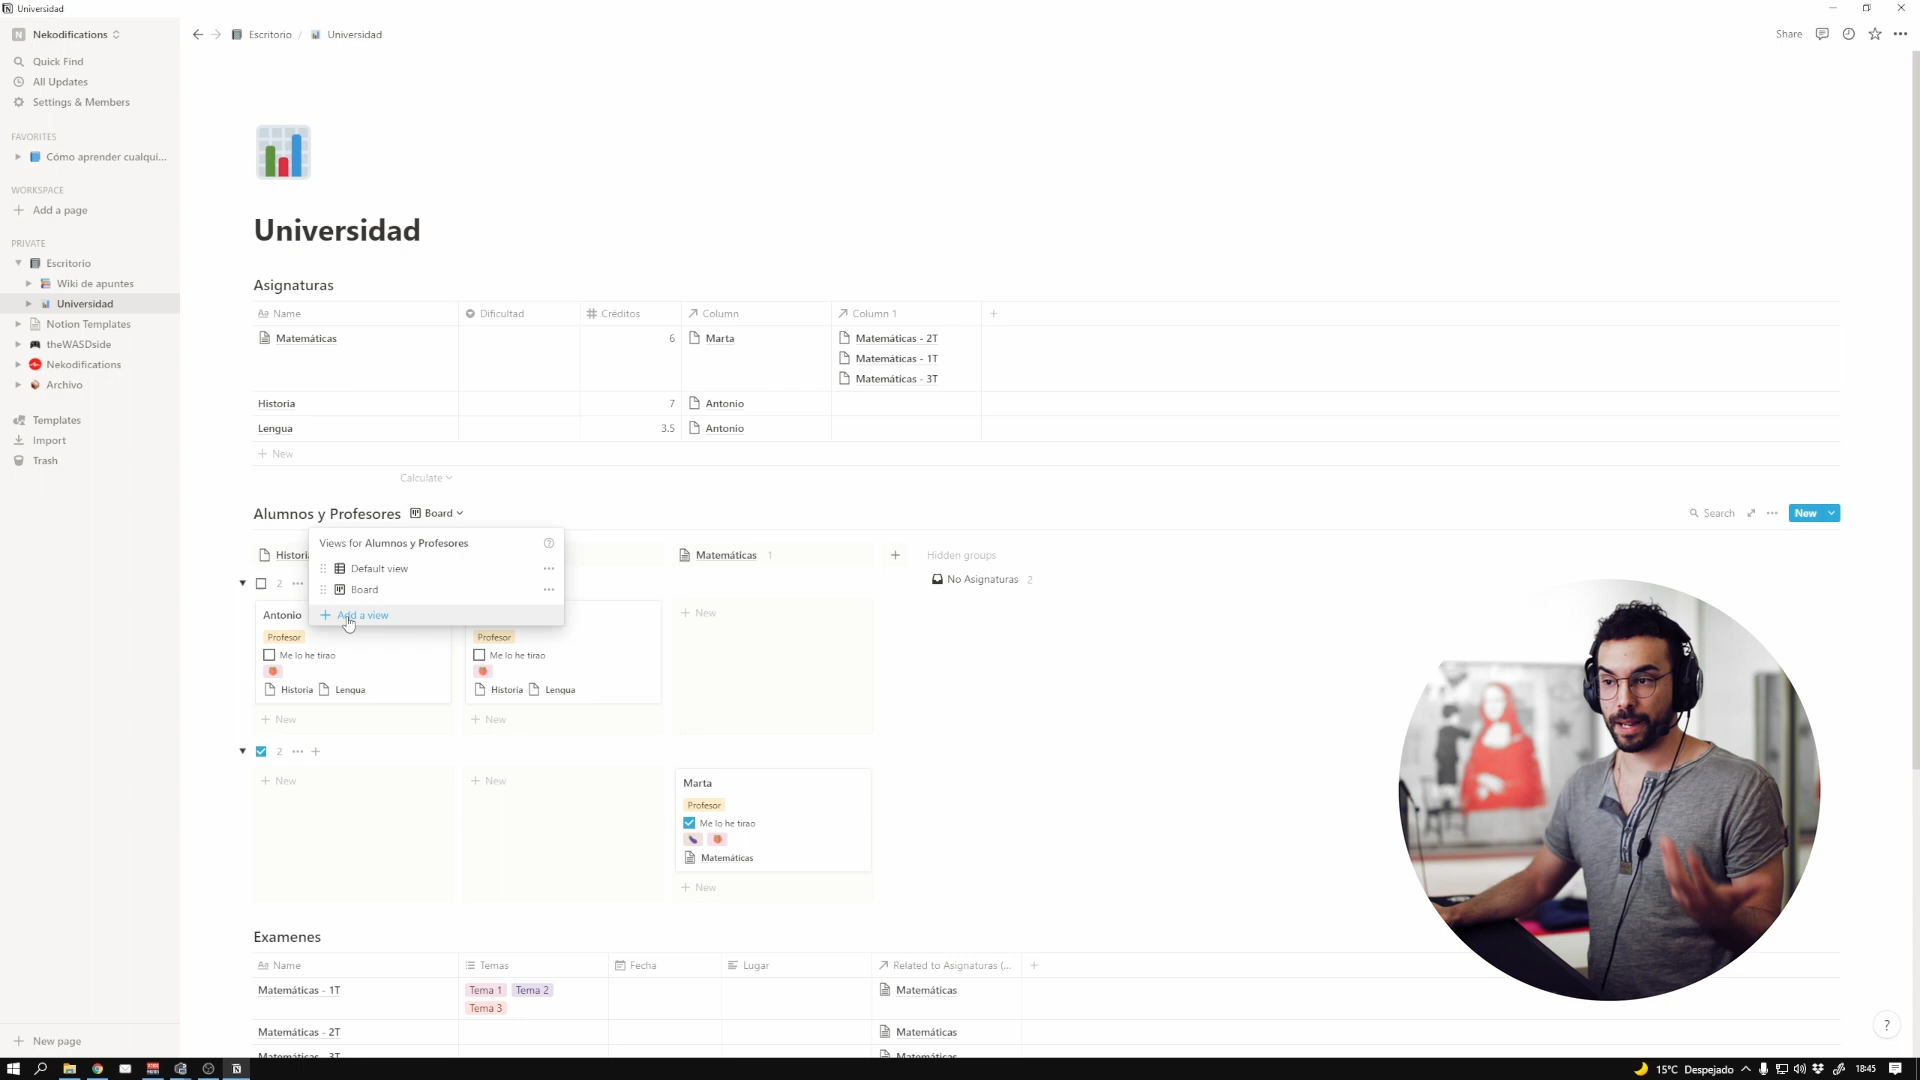 Universidad
Nekodifications
Escritorio / Universidad
Share
Quick Find
All Updates
Settings & Members
FAVORITES
Cómo aprender cualqui...
WORKSPACE
Add a page
PRIVATE
Escritorio
Wiki de apuntes
Universidad
Notion Templates
theWASDside
Nekodifications
Archivo
Templates
Import
Trash
New page
Universidad
Asignaturas
Aa Name Dificultad # Créditos Column Column 1 +
Matemáticas 6 Marta Matemáticas - 2T
Matemáticas - 1T
Matemáticas - 3T
Historia 7 Antonio
Lengua 3.5 Antonio
+ New
Calculate
Alumnos y Profesores Board
Search New
Views for Alumnos y Profesores
Default view
Board
+ Add a view
Matemáticas 1 + Hidden groups
2 No Asignaturas 2
Antonio + New
Profesor Profesor
Me lo he tirao Me lo he tirao
Historia Lengua Historia Lengua
+ New + New
2 +
+ New + New Marta
Profesor
Me lo he tirao
Matemáticas
+ New
Examenes
Aa Name Temas Fecha Lugar Related to Asignaturas (... +
Matemáticas - 1T Tema 1 Tema 2 Matemáticas
Tema 3
Matemáticas - 2T Matemáticas
Matemáticas - 3T Matemáticas
?
15°C Despejado 18:45